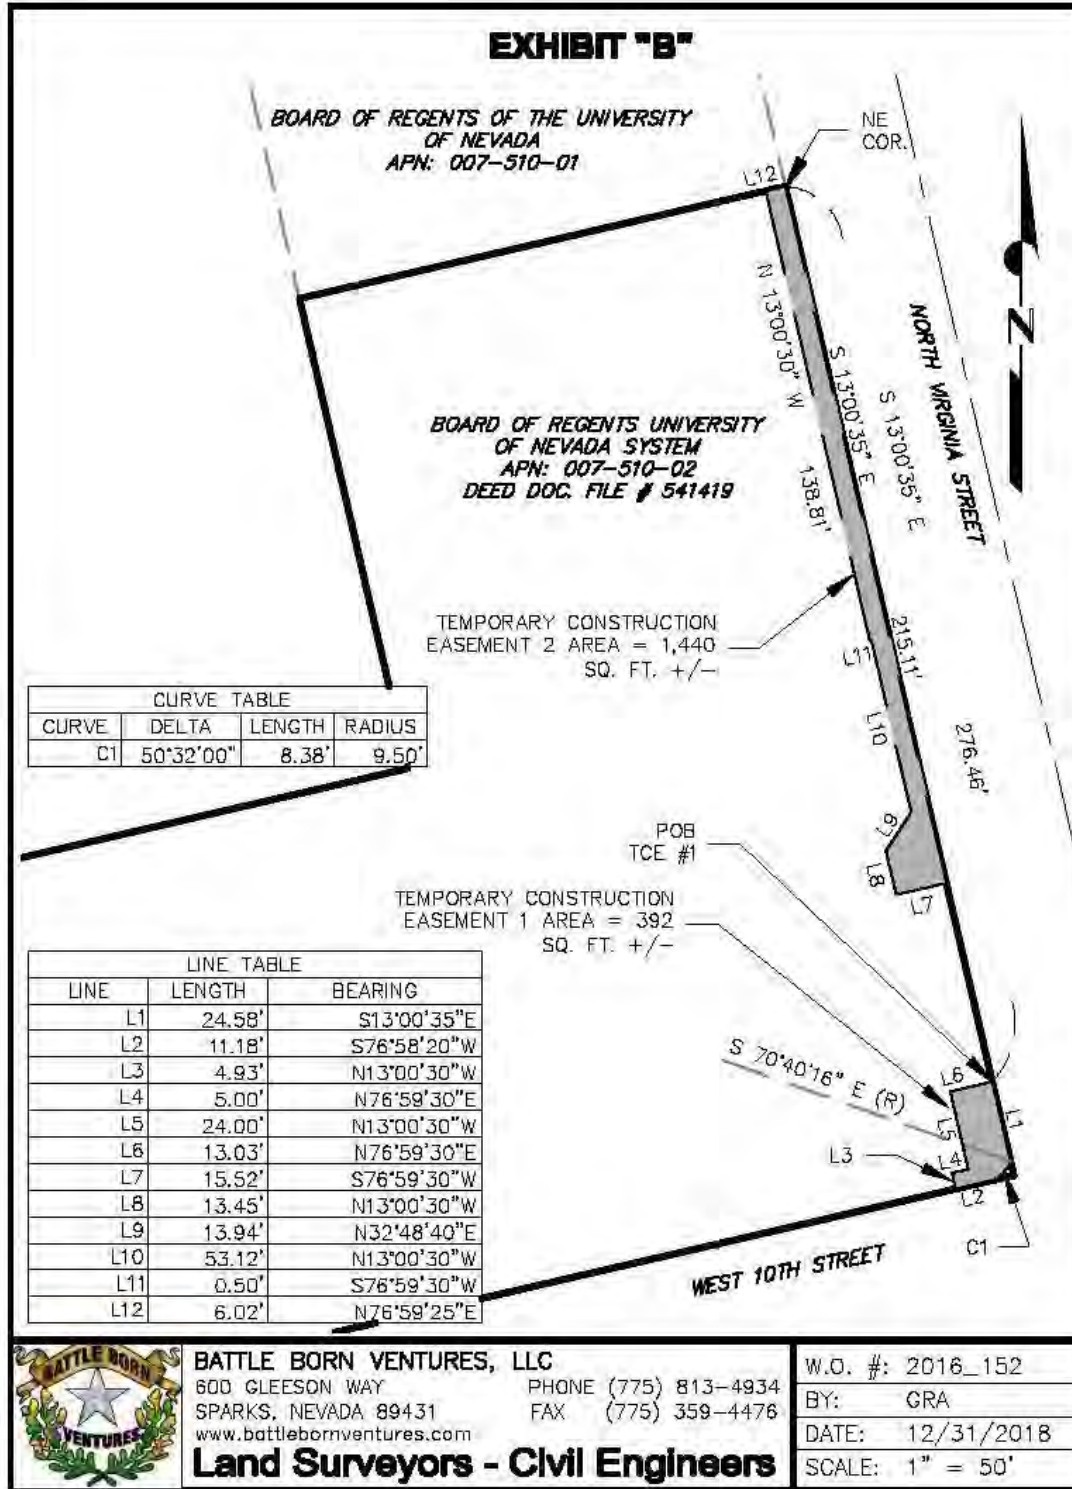 EXHIBIT "B"
BOARD OF REGENTS OF THE UNIVERSITY
OF NEVADA
APN: 007-510-01
NE
COR.
L12
N 13°00'30" W
138.81'
S 13°00'35" E
215.11'
S 13°00'35" E
276.46'
NORTH VIRGINIA STREET
N
BOARD OF REGENTS UNIVERSITY
OF NEVADA SYSTEM
APN: 007-510-02
DEED DOC. FILE # 541419
TEMPORARY CONSTRUCTION
EASEMENT 2 AREA = 1,440
SQ. FT. +/-
L11
L10
L9
L8
L7
CURVE TABLE
CURVE DELTA LENGTH RADIUS
C1 50°32'00" 8.38' 9.50'
POB
TCE #1
TEMPORARY CONSTRUCTION
EASEMENT 1 AREA = 392
SQ. FT. +/-
S 70°40'16" E (R)
L6
L5
L4
L3
L2
L1
C1
WEST 10TH STREET
LINE TABLE
LINE LENGTH BEARING
L1 24.58' S13°00'35"E
L2 11.18' S76°58'20"W
L3 4.93' N13°00'30"W
L4 5.00' N76°59'30"E
L5 24.00' N13°00'30"W
L6 13.03' N76°59'30"E
L7 15.52' S76°59'30"W
L8 13.45' N13°00'30"W
L9 13.94' N32°48'40"E
L10 53.12' N13°00'30"W
L11 0.50' S76°59'30"W
L12 6.02' N76°59'25"E
BATTLE BORN
VENTURES
BATTLE BORN VENTURES, LLC
600 GLEESON WAY PHONE (775) 813-4934
SPARKS, NEVADA 89431 FAX (775) 359-4476
www.battlebornventures.com
Land Surveyors - Civil Engineers
W.O. #: 2016_152
BY: GRA
DATE: 12/31/2018
SCALE: 1" = 50'